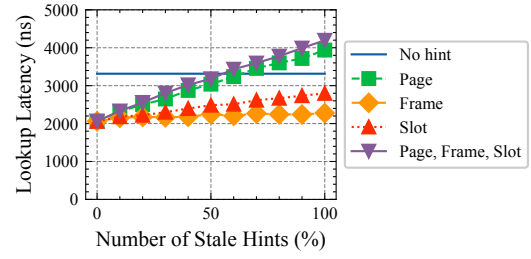 5000
4000
3000
2000
1000
0
Lookup Latency (ns)
0
50
100
Number of Stale Hints (%)
No hint
Page
Frame
Slot
Page, Frame, Slot